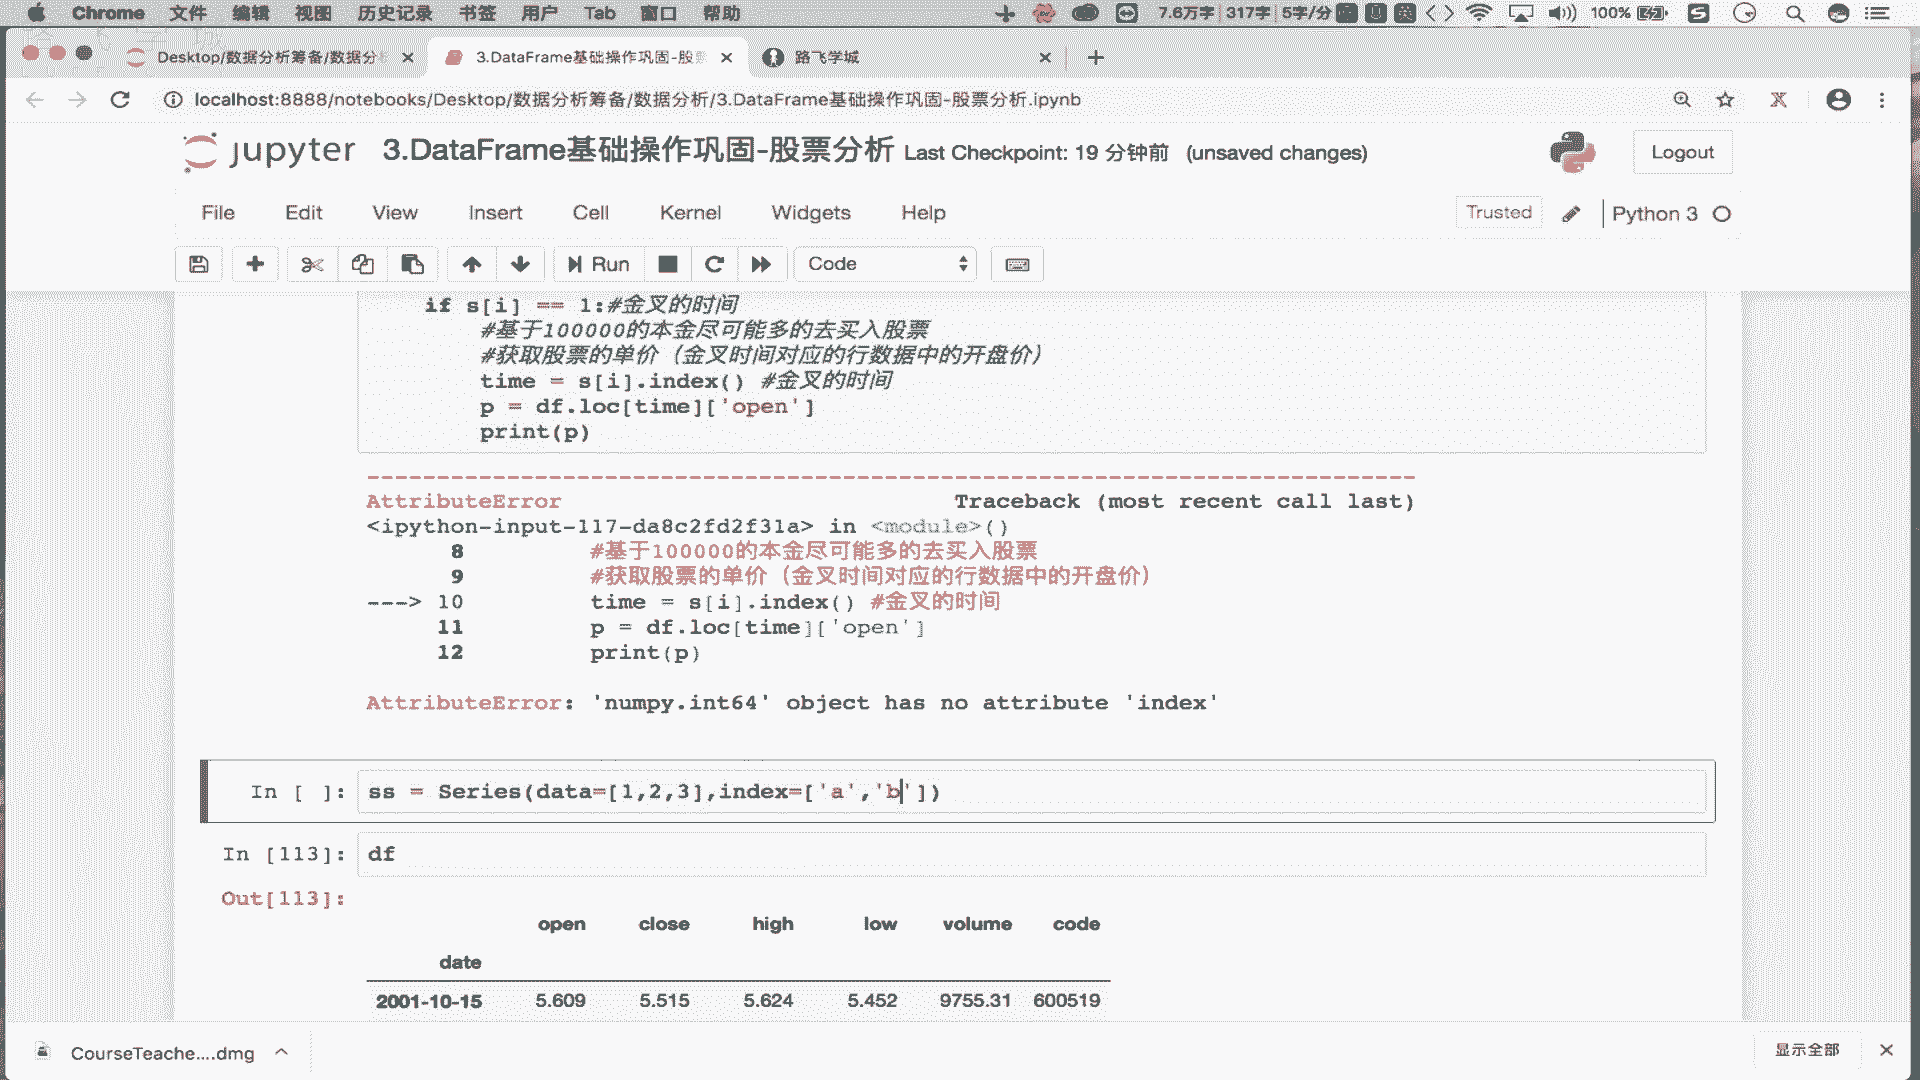 Chrome 文件 编辑 视图 历史记录 书签 用户 Tab 窗口 帮助 7.6万字 317字 5字/分 100%
Desktop/数据分析筹备/数据分析 3.DataFrame基础操作巩固-股票 路飞学城
localhost:8888/notebooks/Desktop/数据分析筹备/数据分析/3.DataFrame基础操作巩固-股票分析.ipynb
jupyter 3.DataFrame基础操作巩固-股票分析 Last Checkpoint: 19 分钟前 (unsaved changes) Logout
File Edit View Insert Cell Kernel Widgets Help Trusted Python 3
Run Code
if s[i] == 1:#金叉的时间
#基于100000的本金尽可能多的去买入股票
#获取股票的单价（金叉时间对应的行数据中的开盘价）
time = s[i].index() #金叉的时间
p = df.loc[time]['open']
print(p)
---------------------------------------------------------------------------
AttributeError Traceback (most recent call last)
<ipython-input-117-da8c2fd2f31a> in <module>()
8 #基于100000的本金尽可能多的去买入股票
9 #获取股票的单价（金叉时间对应的行数据中的开盘价）
---> 10 time = s[i].index() #金叉的时间
11 p = df.loc[time]['open']
12 print(p)
AttributeError: 'numpy.int64' object has no attribute 'index'
In [ ]: ss = Series(data=[1,2,3],index=['a','b'])
In [113]: df
Out[113]:
open close high low volume code
date
2001-10-15 5.609 5.515 5.624 5.452 9755.31 600519
CourseTeache....dmg 显示全部